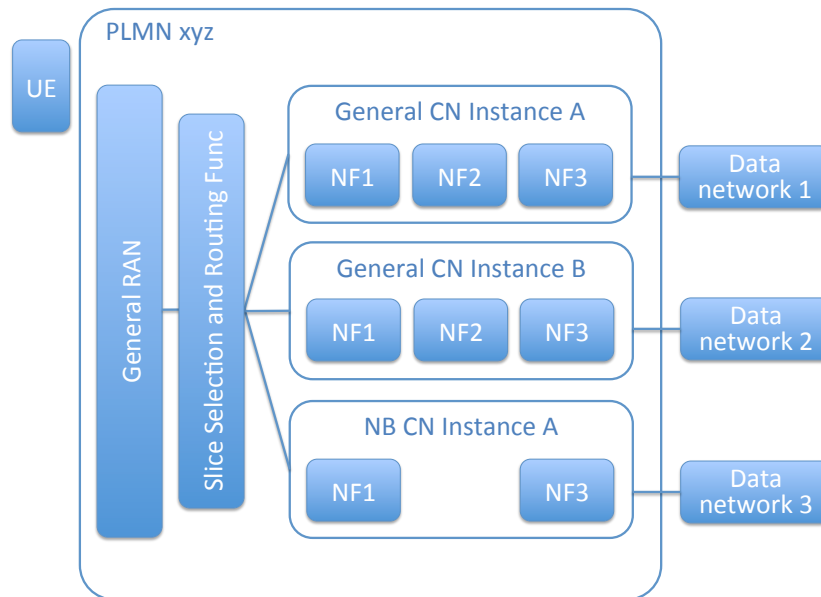 PLMN xyz
UE
General RAN
Slice Selection and Routing Func
General CN Instance A
NF1
NF2
NF3
Data
network 1
General CN Instance B
NF1
NF2
NF3
Data
network 2
NB CN Instance A
NF1
NF3
Data
network 3